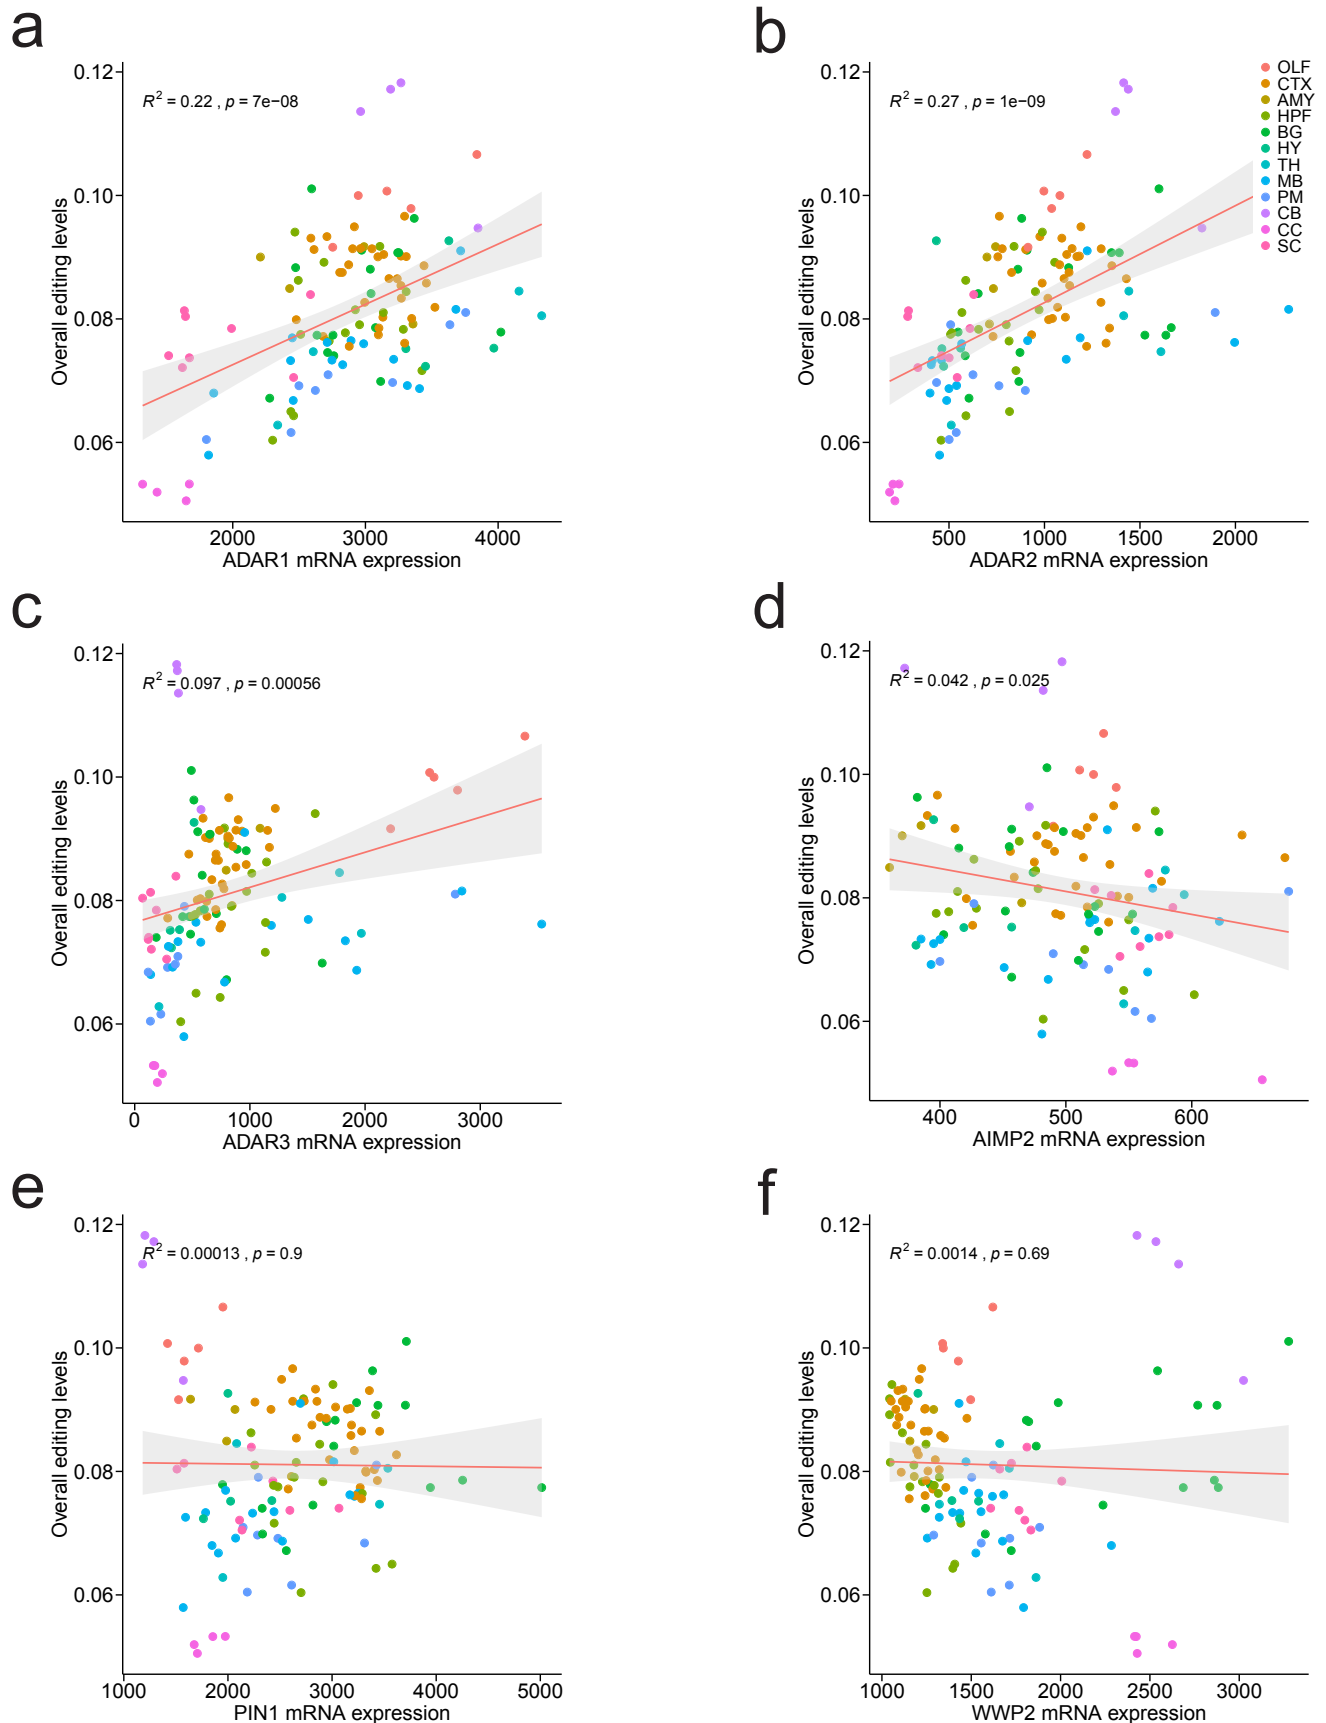 a
0.12
0.10
0.08
0.06
Overall editing levels
R2 = 0.22 , p = 7e−08
2000 3000 4000
ADAR1 mRNA expression
b
0.12
0.10
0.08
0.06
Overall editing levels
R2 = 0.27 , p = 1e−09
500 1000 1500 2000
ADAR2 mRNA expression
OLF
CTX
AMY
HPF
BG
HY
TH
MB
PM
CB
CC
SC
c
0.12
0.10
0.08
0.06
Overall editing levels
R2 = 0.097 , p = 0.00056
0 1000 2000 3000
ADAR3 mRNA expression
d
0.12
0.10
0.08
0.06
Overall editing levels
R2 = 0.042 , p = 0.025
400 500 600
AIMP2 mRNA expression
e
0.12
0.10
0.08
0.06
Overall editing levels
R2 = 0.00013 , p = 0.9
1000 2000 3000 4000 5000
PIN1 mRNA expression
f
0.12
0.10
0.08
0.06
Overall editing levels
R2 = 0.0014 , p = 0.69
1000 1500 2000 2500 3000
WWP2 mRNA expression